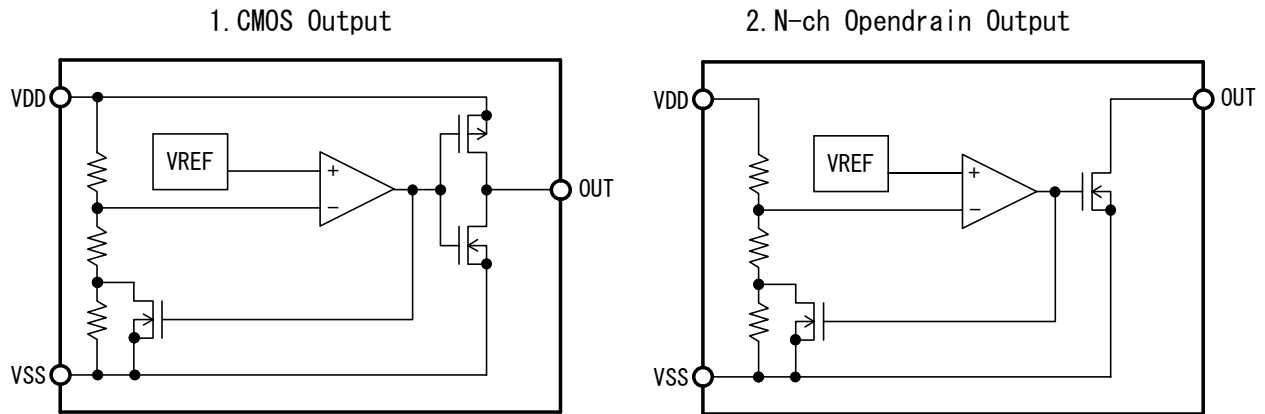 1.CMOS Output
VDD
VREF
+
−
OUT
VSS
2.N-ch Opendrain Output
VDD
VREF
+
−
OUT
VSS